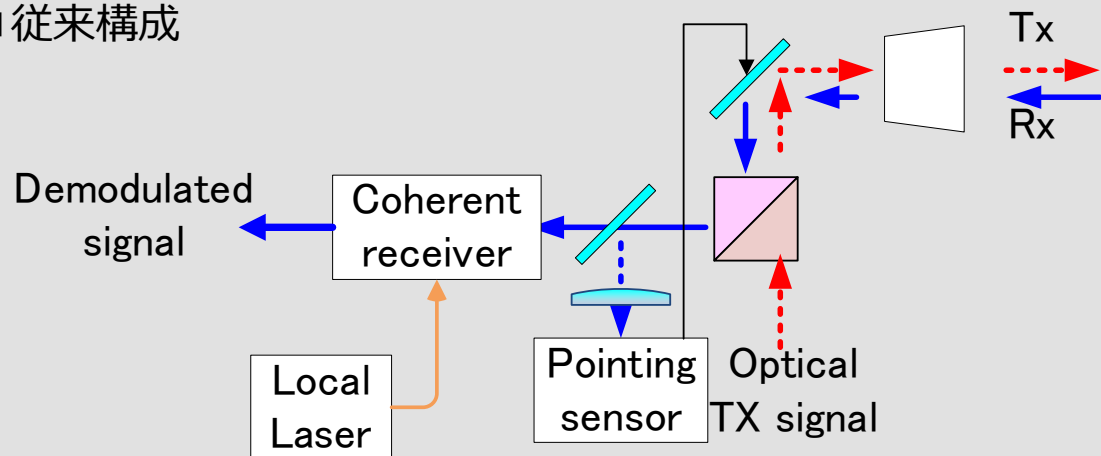 従来構成
Tx
Rx
Demodulated
signal
Coherent
receiver
Local
Laser
Pointing
sensor
Optical
TX signal